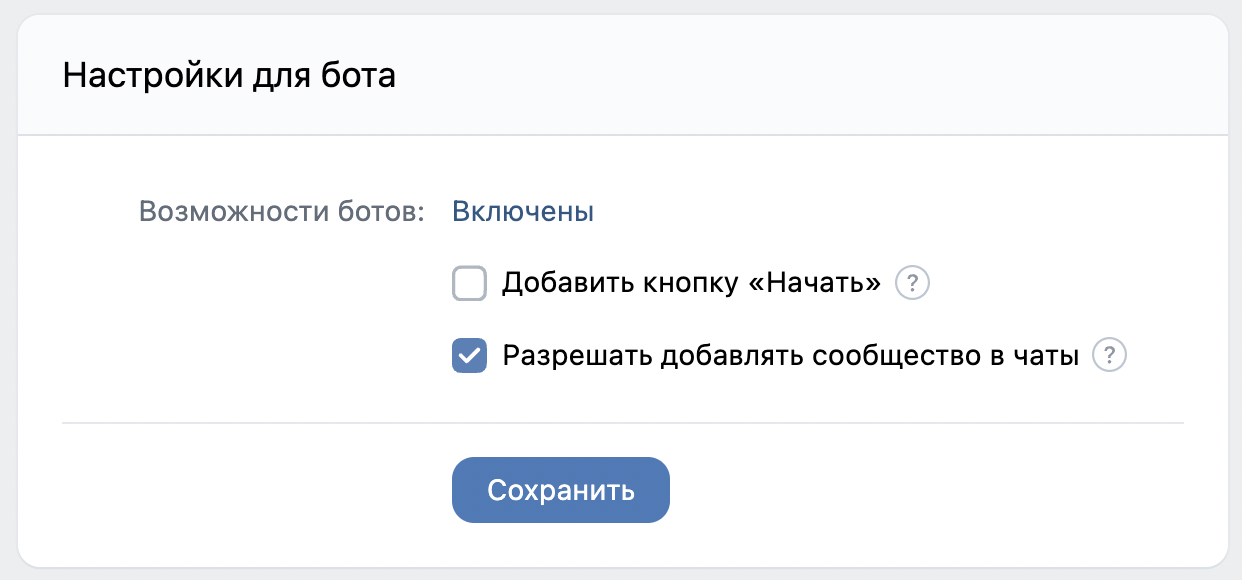 Настройки для бота
Возможности ботов: Включены
Добавить кнопку «Начать» ?
Разрешать добавлять сообщество в чаты ?
Сохранить